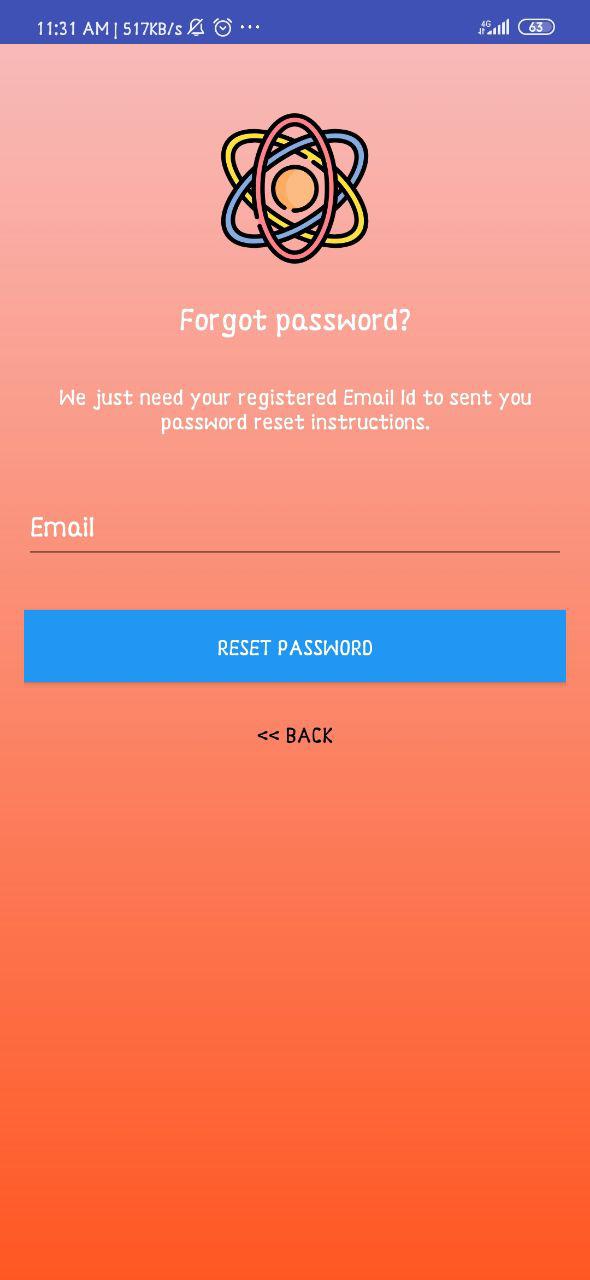 11:31 AM | 517KB/s ... 4G 63
Forgot password?
We just need your registered Email Id to sent you
password reset instructions.
Email
RESET PASSWORD
<< BACK